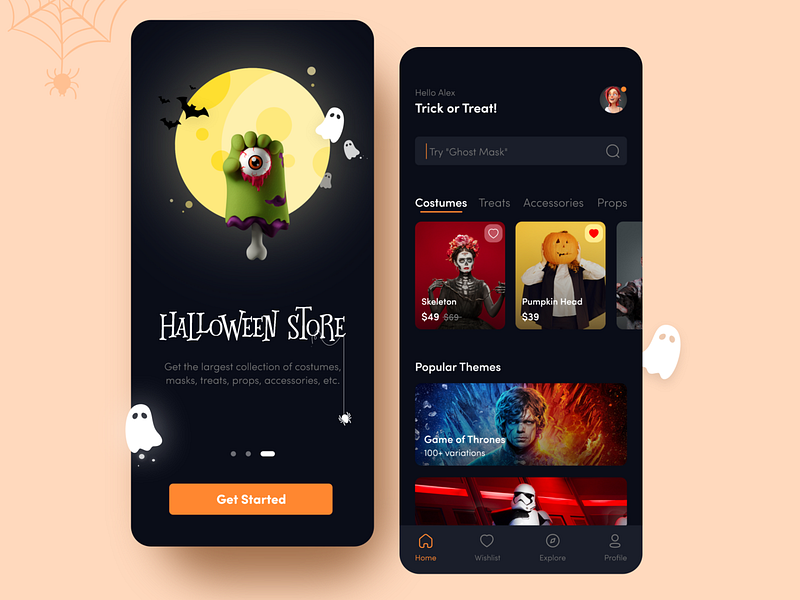 HALLOWEEN STORE
Get the largest collection of costumes,
masks, treats, props, accessories, etc.
Get Started
Hello Alex
Trick or Treat!
Try "Ghost Mask"
Costumes Treats Accessories Props
Skeleton
$49 $69
Pumpkin Head
$39
Popular Themes
Game of Thrones
100+ variations
Home Wishlist Explore Profile